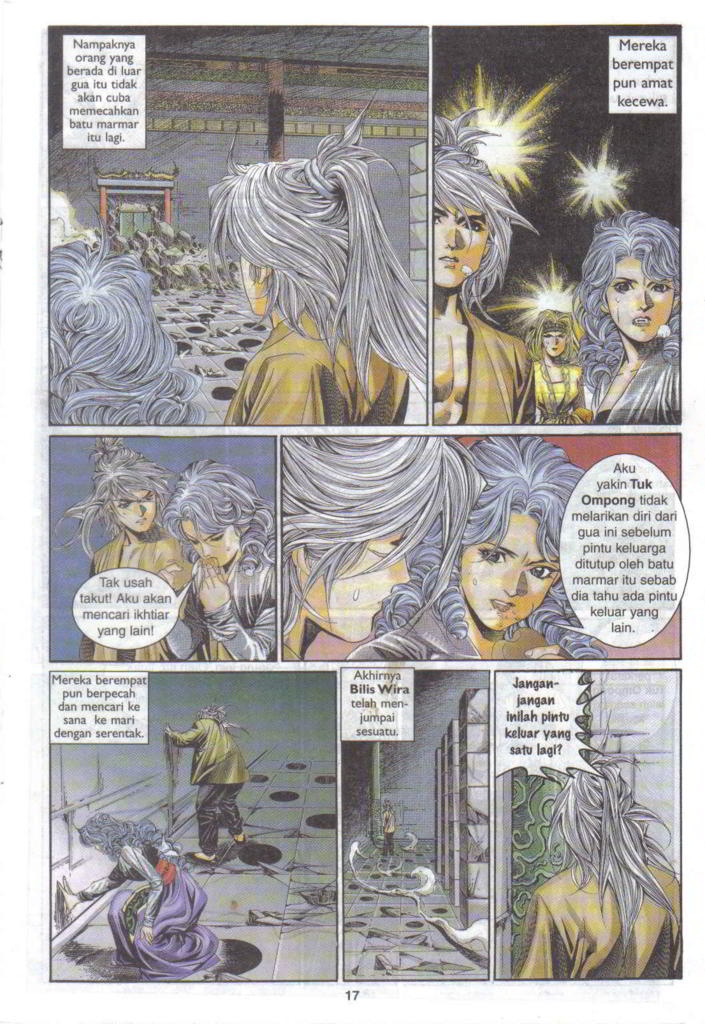 Nampaknya
orang yang
berada di luar
gua itu tidak
akan cuba
memecahkan
batu marmar
itu lagi.
Mereka
berempat
pun amat
kecewa.
Tak usah
takut! Aku akan
mencari ikhtiar
yang lain!
Aku
yakin Tuk
Ompong tidak
melarikan diri dari
gua ini sebelum
pintu keluarga
ditutup oleh batu
marmar itu sebab
dia tahu ada pintu
keluar yang
lain.
Mereka berempat
pun berpecah
dan mencari ke
sana ke mari
dengan serentak.
Akhirnya
Bilis Wira
telah men-
jumpai
sesuatu.
Jangan-
jangan
inilah pintu
keluar yang
satu lagi?
17